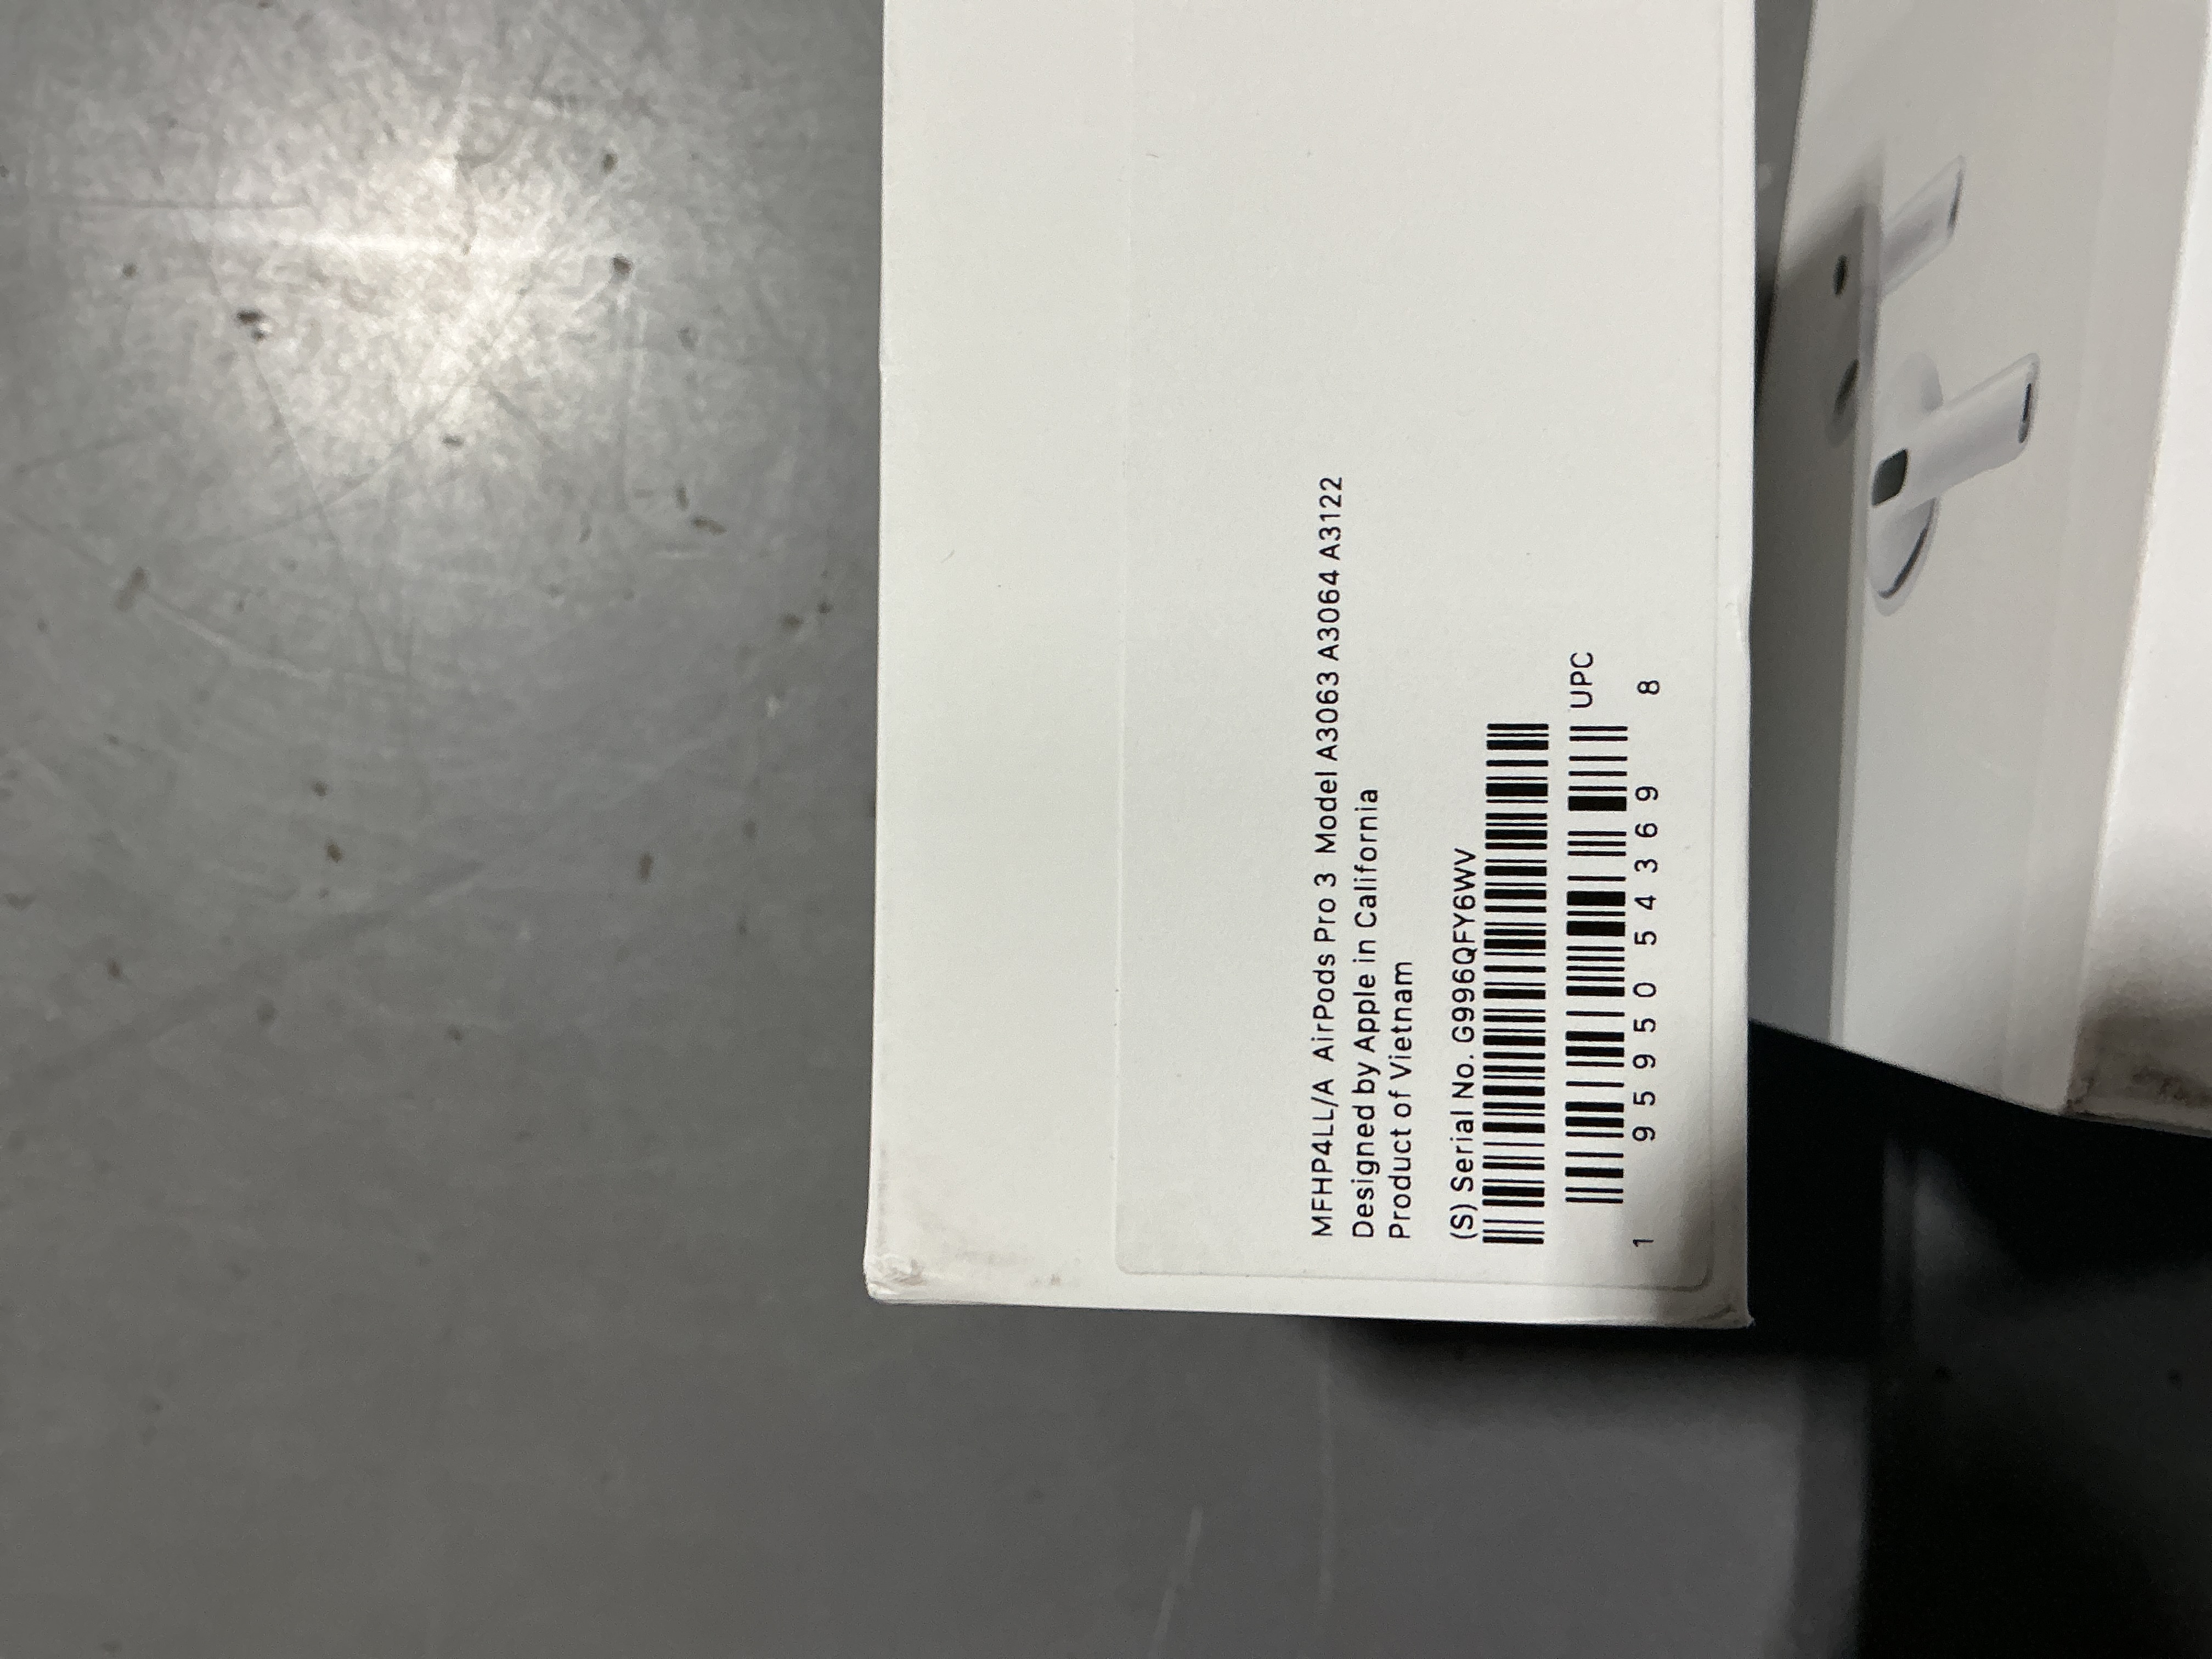 MFHP4LL/A AirPods Pro 3 Model A3063 A3064 A3122
Designed by Apple in California
Product of Vietnam
(S) Serial No. G996QFY6WV
UPC
1 95950 54369 8